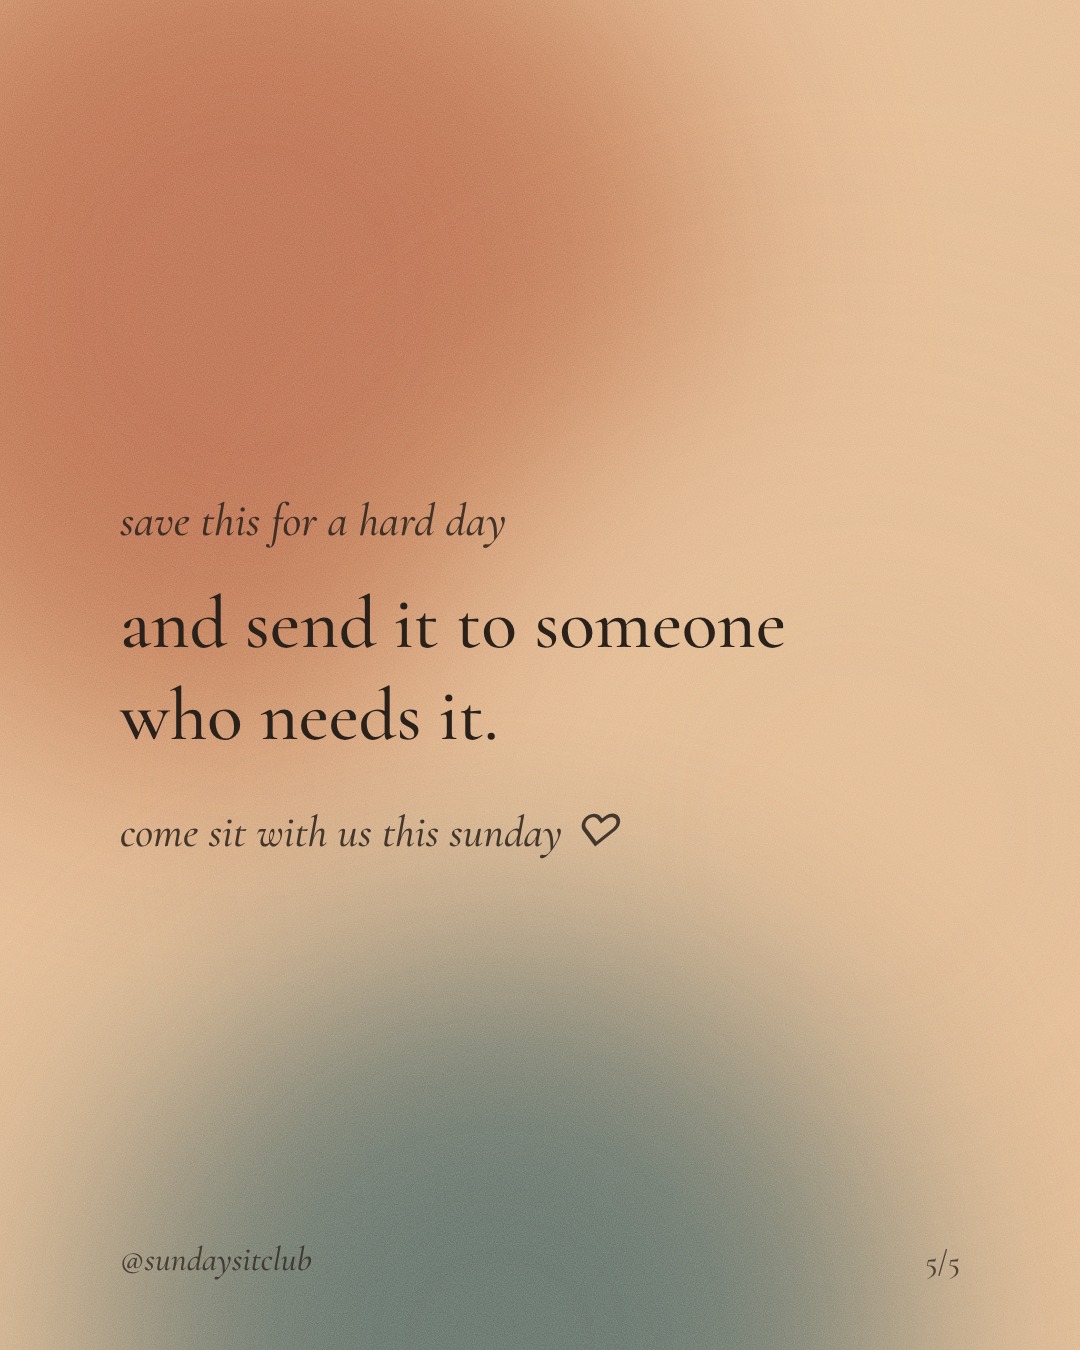 save this for a hard day
and send it to someone
who needs it.
come sit with us this sunday ♡
@sundaysitclub
5/5